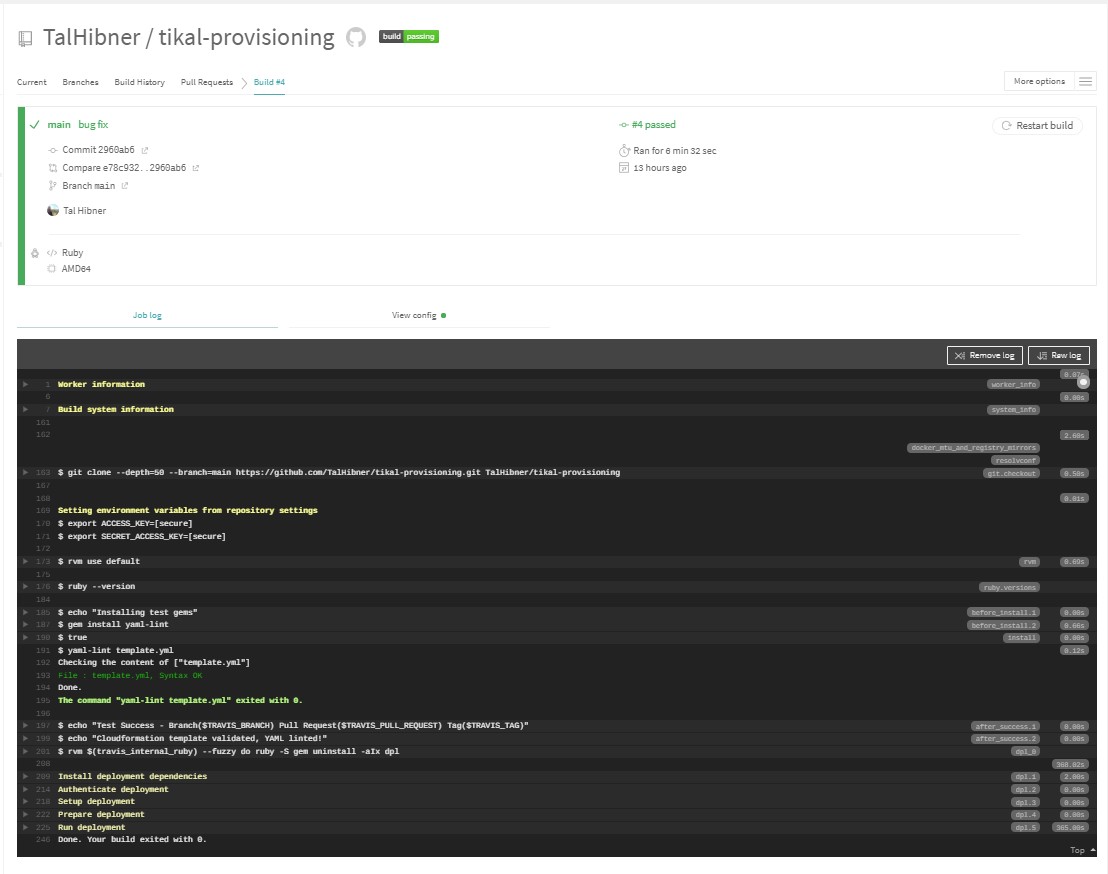 TalHibner / tikal-provisioning build passing
Current Branches Build History Pull Requests Build #4 More options
main bug fix #4 passed Restart build
Commit 2960ab6 Ran for 6 min 32 sec
Compare e78c932..2960ab6 13 hours ago
Branch main
Tal Hibner
</> Ruby
AMD64
Job log View config
Remove log Raw log
0.07s
1 Worker information worker_info
6 0.00s
7 Build system information system_info
161
162 2.60s
docker_mtu_and_registry_mirrors
resolvconf
163 $ git clone --depth=50 --branch=main https://github.com/TalHibner/tikal-provisioning.git TalHibner/tikal-provisioning git.checkout 0.50s
167
168 0.01s
169 Setting environment variables from repository settings
170 $ export ACCESS_KEY=[secure]
171 $ export SECRET_ACCESS_KEY=[secure]
172
173 $ rvm use default rvm 0.69s
175
176 $ ruby --version ruby.versions
184
185 $ echo "Installing test gems" before_install.1 0.00s
187 $ gem install yaml-lint before_install.2 0.66s
190 $ true install 0.00s
191 $ yaml-lint template.yml 0.12s
192 Checking the content of ["template.yml"]
193 File : template.yml, Syntax OK
194 Done.
195 The command "yaml-lint template.yml" exited with 0.
196
197 $ echo "Test Success - Branch($TRAVIS_BRANCH) Pull Request($TRAVIS_PULL_REQUEST) Tag($TRAVIS_TAG)" after_success.1 0.00s
199 $ echo "Cloudformation template validated, YAML linted!" after_success.2 0.00s
201 $ rvm $(travis_internal_ruby) --fuzzy do ruby -S gem uninstall -aIx dpl dpl_0
208 368.02s
209 Install deployment dependencies dpl.1 2.00s
214 Authenticate deployment dpl.2 0.00s
218 Setup deployment dpl.3 0.00s
222 Prepare deployment dpl.4 0.00s
225 Run deployment dpl.5 365.00s
246 Done. Your build exited with 0.
Top